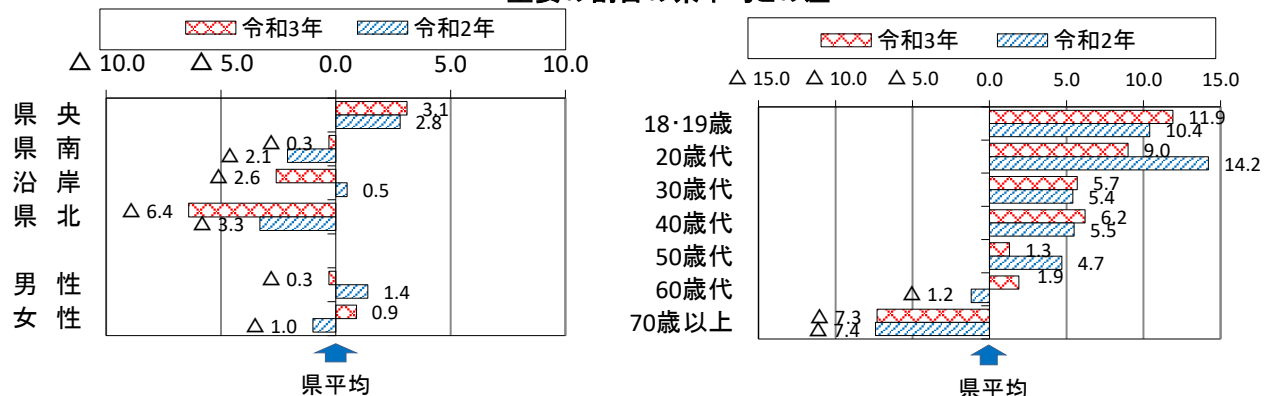 令和3年 令和2年
△ 10.0 △ 5.0 0.0 5.0 10.0
県 央 3.1
2.8
県 南 △ 0.3
△ 2.1
沿 岸 △ 2.6
0.5
県 北 △ 6.4
△ 3.3
男 性 △ 0.3
1.4
女 性 0.9
△ 1.0
県平均
令和3年 令和2年
△ 15.0 △ 10.0 △ 5.0 0.0 5.0 10.0 15.0
18・19歳 11.9
10.4
20歳代 9.0
14.2
30歳代 5.7
5.4
40歳代 6.2
5.5
50歳代 1.3
4.7
60歳代 1.9
△ 1.2
70歳以上 △ 7.3
△ 7.4
県平均